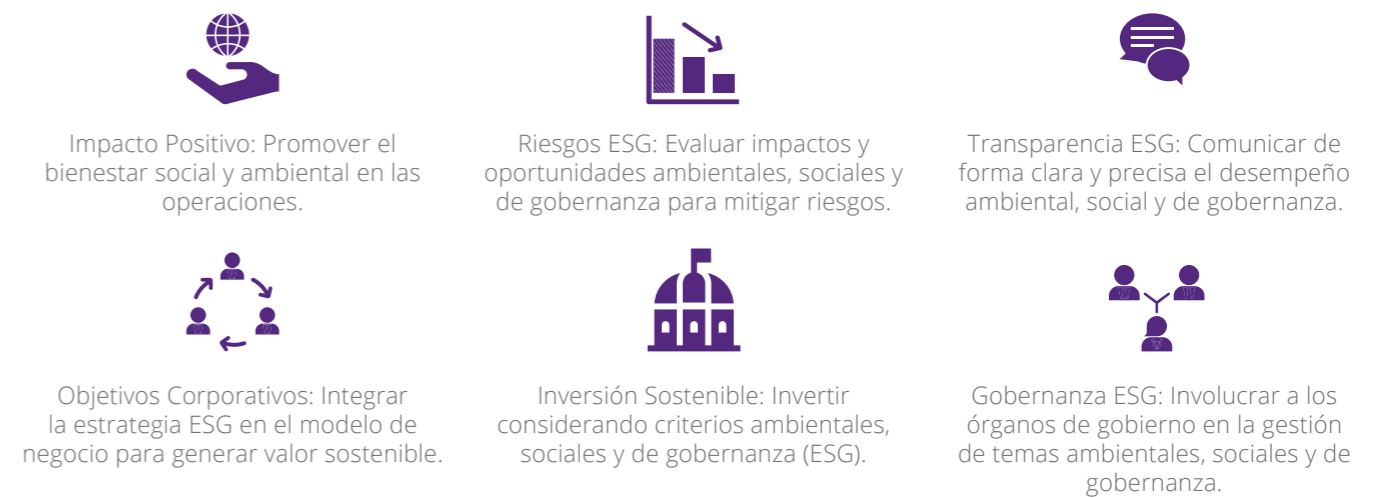 Impacto Positivo: Promover el
bienestar social y ambiental en las
operaciones.
Riesgos ESG: Evaluar impactos y
oportunidades ambientales, sociales y
de gobernanza para mitigar riesgos.
Transparencia ESG: Comunicar de
forma clara y precisa el desempeño
ambiental, social y de gobernanza.
Objetivos Corporativos: Integrar
la estrategia ESG en el modelo de
negocio para generar valor sostenible.
Inversión Sostenible: Invertir
considerando criterios ambientales,
sociales y de gobernanza (ESG).
Gobernanza ESG: Involucrar a los
órganos de gobierno en la gestión
de temas ambientales, sociales y de
gobernanza.